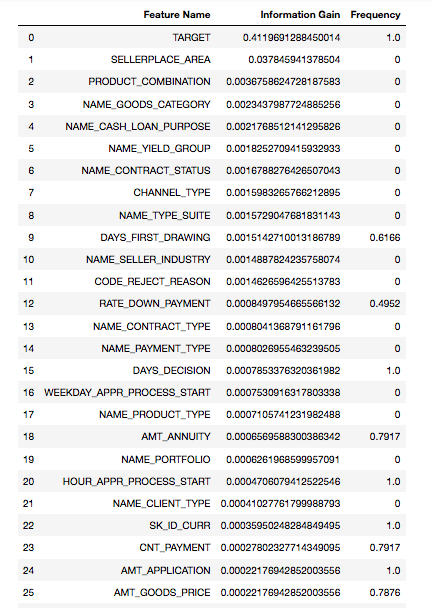 Feature Name Information Gain Frequency
0 TARGET 0.4119691288450014 1.0
1 SELLERPLACE_AREA 0.037845941378504 0
2 PRODUCT_COMBINATION 0.0036758624728187583 0
3 NAME_GOODS_CATEGORY 0.0023437987724885256 0
4 NAME_CASH_LOAN_PURPOSE 0.0021768512141295826 0
5 NAME_YIELD_GROUP 0.0018252709415932933 0
6 NAME_CONTRACT_STATUS 0.0016788276426507043 0
7 CHANNEL_TYPE 0.0015983265766212895 0
8 NAME_TYPE_SUITE 0.0015729047681831143 0
9 DAYS_FIRST_DRAWING 0.0015142710013186789 0.6166
10 NAME_SELLER_INDUSTRY 0.0014887824235758074 0
11 CODE_REJECT_REASON 0.0014626596425513783 0
12 RATE_DOWN_PAYMENT 0.0008497954665566132 0.4952
13 NAME_CONTRACT_TYPE 0.0008041368791161796 0
14 NAME_PAYMENT_TYPE 0.0008026955463239505 0
15 DAYS_DECISION 0.0007853376320361982 1.0
16 WEEKDAY_APPR_PROCESS_START 0.0007530916317803338 0
17 NAME_PRODUCT_TYPE 0.0007105741231982488 0
18 AMT_ANNUITY 0.0006569588300386342 0.7917
19 NAME_PORTFOLIO 0.0006261968599957091 0
20 HOUR_APPR_PROCESS_START 0.0004706079412522546 1.0
21 NAME_CLIENT_TYPE 0.00041027761799988793 0
22 SK_ID_CURR 0.00035950248284849495 1.0
23 CNT_PAYMENT 0.00027802327714349095 0.7917
24 AMT_APPLICATION 0.00022176942852003556 1.0
25 AMT_GOODS_PRICE 0.00022176942852003556 0.7876